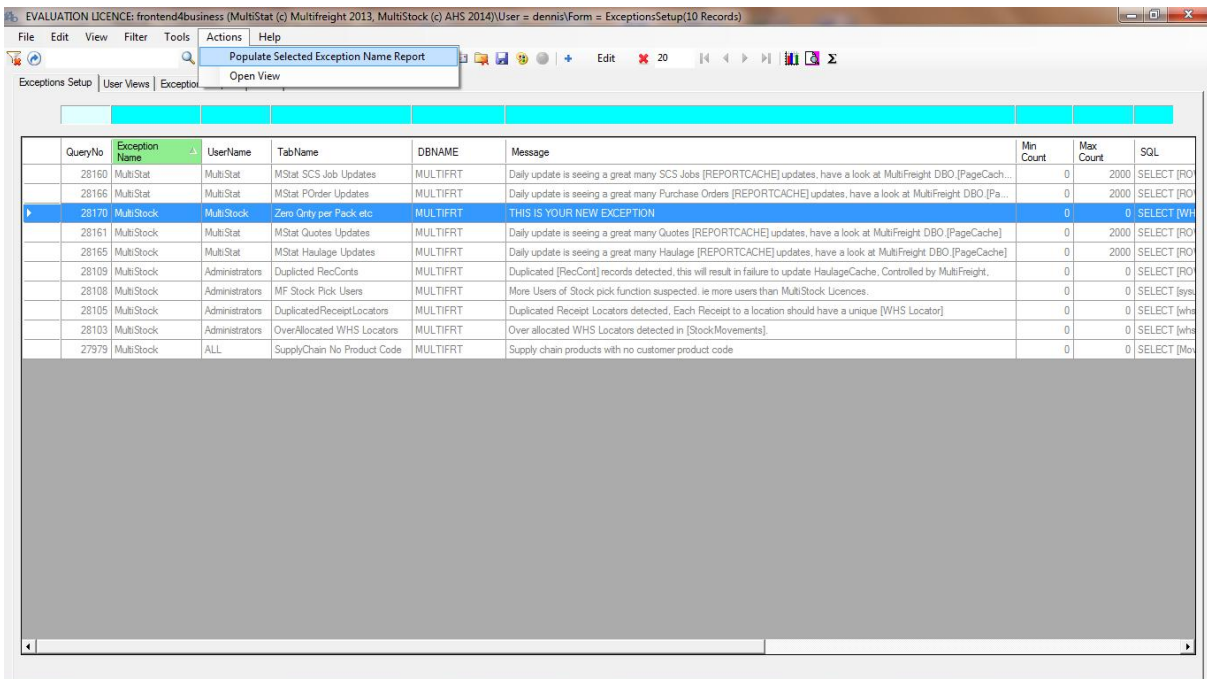 EVALUATION LICENCE: frontend4business (MultiStat (c) Multifreight 2013, MultiStock (c) AHS 2014)\User = dennis\Form = ExceptionsSetup(10 Records)
File Edit View Filter Tools Actions Help
Populate Selected Exception Name Report
Edit 20 Σ
Open View
Exceptions Setup User Views Exception
QueryNo Exception Name UserName TabName DBNAME Message Min Count Max Count SQL
28160 MultiStat MultiStat MStat SCS Job Updates MULTIFRT Daily update is seeing a great many SCS Jobs [REPORTCACHE] updates, have a look at MultiFreight DBO.[PageCach... 0 2000 SELECT [RO
28166 MultiStat MultiStat MStat POrder Updates MULTIFRT Daily update is seeing a great many Purchase Orders [REPORTCACHE] updates, have a look at MultiFreight DBO.[Pa... 0 2000 SELECT [RO
28170 MultiStock MultiStock Zero Qnty per Pack etc MULTIFRT THIS IS YOUR NEW EXCEPTION 0 0 SELECT [WH
28161 MultiStock MultiStat MStat Quotes Updates MULTIFRT Daily update is seeing a great many Quotes [REPORTCACHE] updates, have a look at MultiFreight DBO.[PageCache] 0 2000 SELECT [RO
28165 MultiStock MultiStat MStat Haulage Updates MULTIFRT Daily update is seeing a great many Haulage [REPORTCACHE] updates, have a look at MultiFreight DBO.[PageCache] 0 2000 SELECT [RO
28109 MultiStock Administrators Duplicted RecConts MULTIFRT Duplicated [RecCont] records detected, this will result in failure to update HaulageCache, Controlled by MultiFreight, 0 0 SELECT [RO
28108 MultiStock Administrators MF Stock Pick Users MULTIFRT More Users of Stock pick function suspected. ie more users than MultiStock Licences. 0 0 SELECT [sysu
28105 MultiStock Administrators DuplicatedReceiptLocators MULTIFRT Duplicated Receipt Locators detected, Each Receipt to a location should have a unique [WHS Locator] 0 0 SELECT [whs
28103 MultiStock Administrators OverAllocated WHS Locators MULTIFRT Over allocated WHS Locators detected in [StockMovements]. 0 0 SELECT [whs
27979 MultiStock ALL SupplyChain No Product Code MULTIFRT Supply chain products with no customer product code 0 0 SELECT [Mov